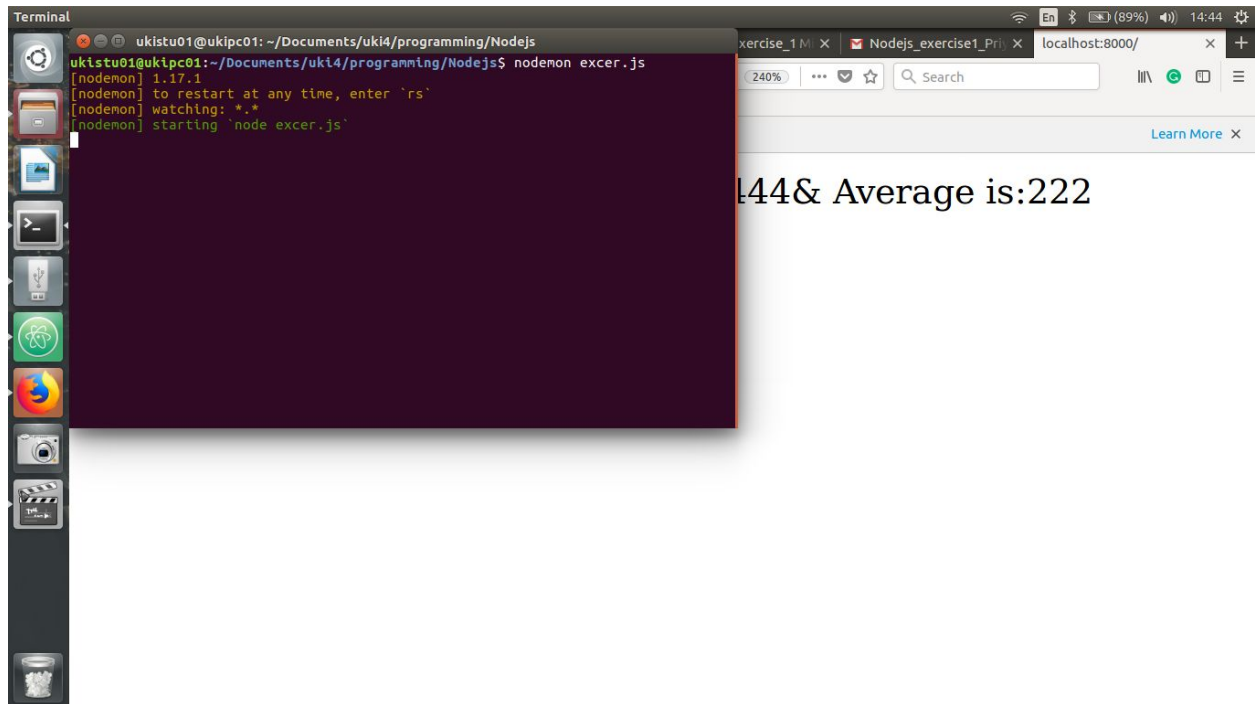 Terminal
En (89%) 14:44
ukistu01@ukipc01: ~/Documents/uki4/programming/Nodejs
xercise_1 M
Nodejs_exercise1_Priy
localhost:8000/
240%
Search
ukistu01@ukipc01:~/Documents/uki4/programming/Nodejs$ nodemon excer.js
[nodemon] 1.17.1
[nodemon] to restart at any time, enter `rs`
[nodemon] watching: *.*
[nodemon] starting `node excer.js`
Learn More
444& Average is:222